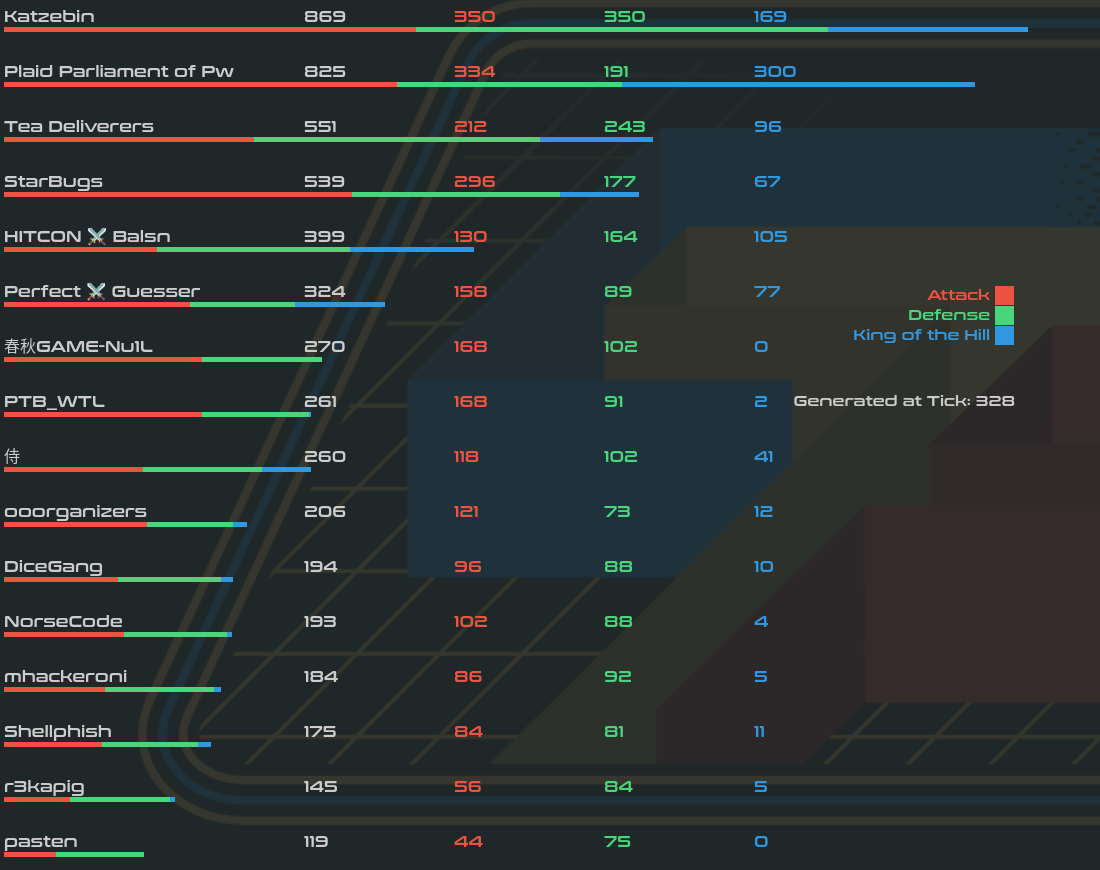 Katzebin 869 350 350 169
Plaid Parliament of Pw 825 334 191 300
Tea Deliverers 551 212 243 96
StarBugs 539 296 177 67
HITCON ⚔️ Balsn 399 130 164 105
Perfect ⚔️ Guesser 324 158 89 77
Attack
Defense
King of the Hill
春秋GAME-Nu1L 270 168 102 0
PTB_WTL 261 168 91 2
Generated at Tick: 328
侍 260 118 102 41
ooorganizers 206 121 73 12
DiceGang 194 96 88 10
NorseCode 193 102 88 4
mhackeroni 184 86 92 5
Shellphish 175 84 81 11
r3kapig 145 56 84 5
pasten 119 44 75 0